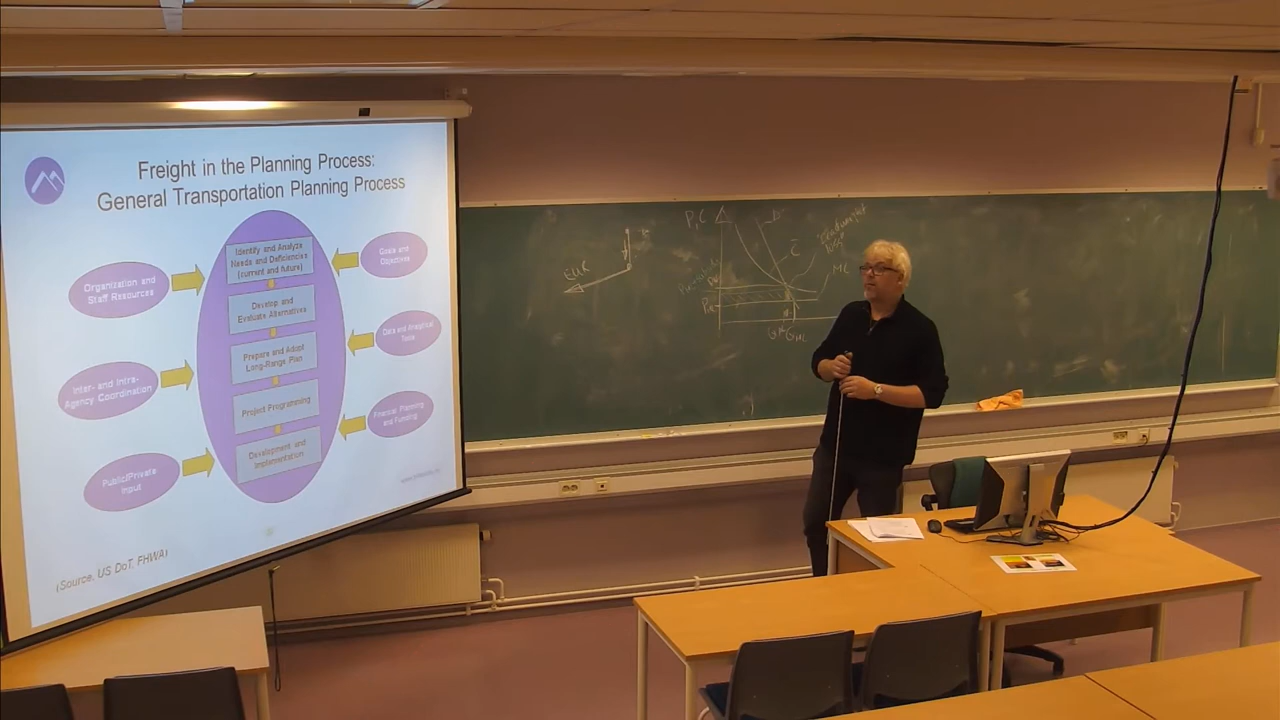 Freight in the Planning Process:
General Transportation Planning Process
Identify and Analyze
Needs and Deficiencies
(current and future)
Develop and
Evaluate Alternatives
Prepare and Adopt
Long-Range Plan
Project Programming
Development and
Implementation
Organization and
Staff Resources
Inter- and Intra-
Agency Coordination
Public/Private
Input
Goals and
Objectives
Data and Analytical
Tools
Financial Planning
and Funding
(Source, US DoT, FHWA)
EUR
P,C
D
MC